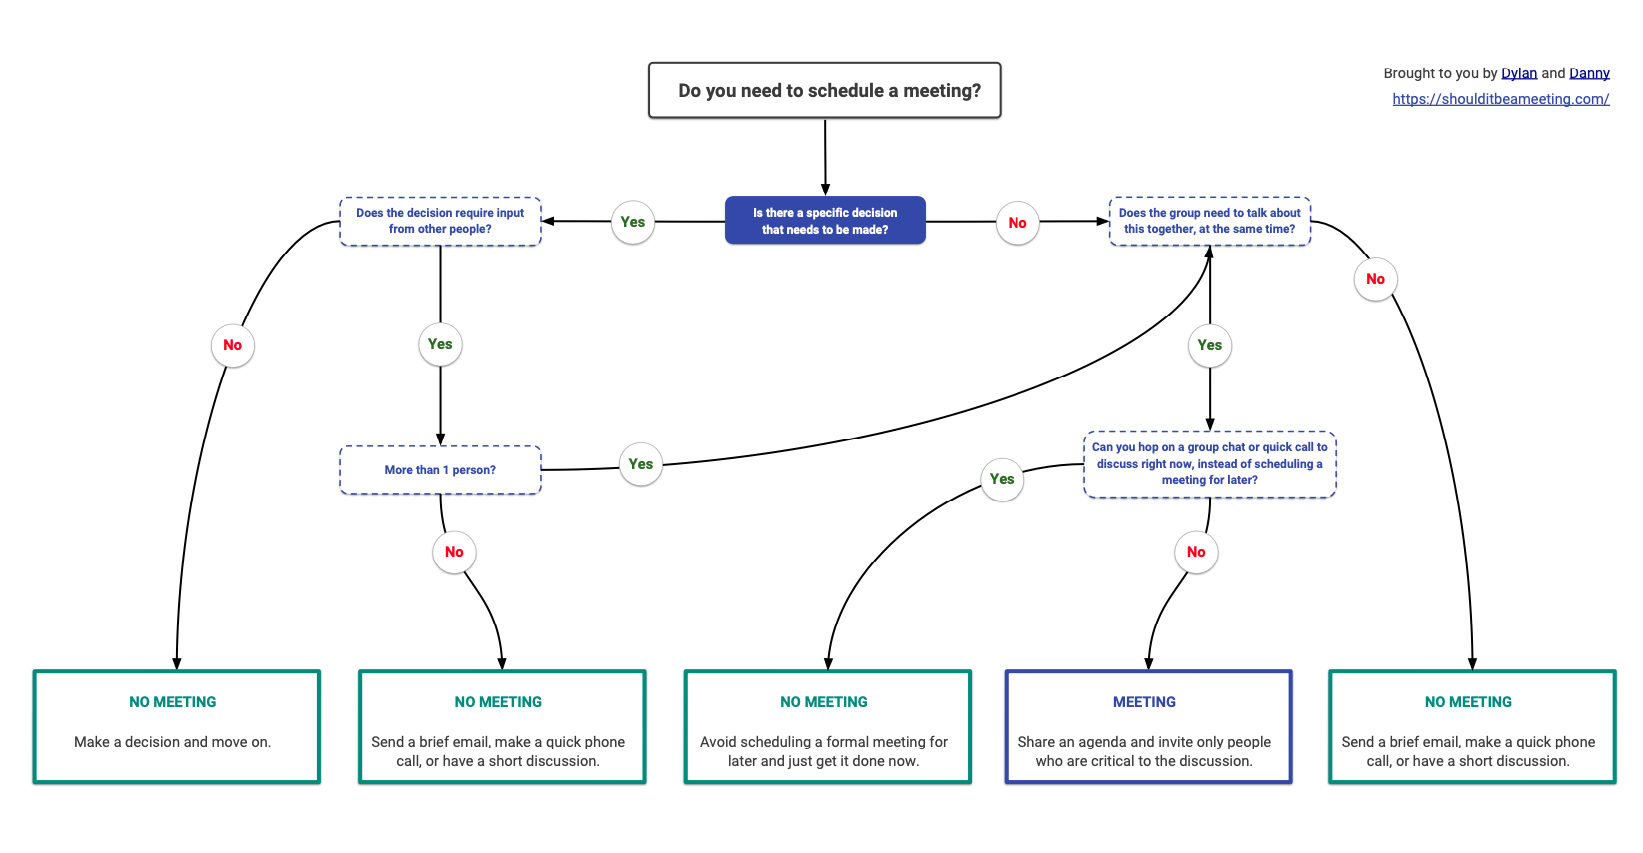 Brought to you by Dylan and Danny
https://shoulditbeameeting.com/
Do you need to schedule a meeting?
Does the decision require input
from other people?
Yes
Is there a specific decision
that needs to be made?
No
Does the group need to talk about
this together, at the same time?
No
No
Yes
Yes
More than 1 person?
Yes
Can you hop on a group chat or quick call to
discuss right now, instead of scheduling a
meeting for later?
Yes
No
No
NO MEETING
Make a decision and move on.
NO MEETING
Send a brief email, make a quick phone
call, or have a short discussion.
NO MEETING
Avoid scheduling a formal meeting for
later and just get it done now.
MEETING
Share an agenda and invite only people
who are critical to the discussion.
NO MEETING
Send a brief email, make a quick phone
call, or have a short discussion.